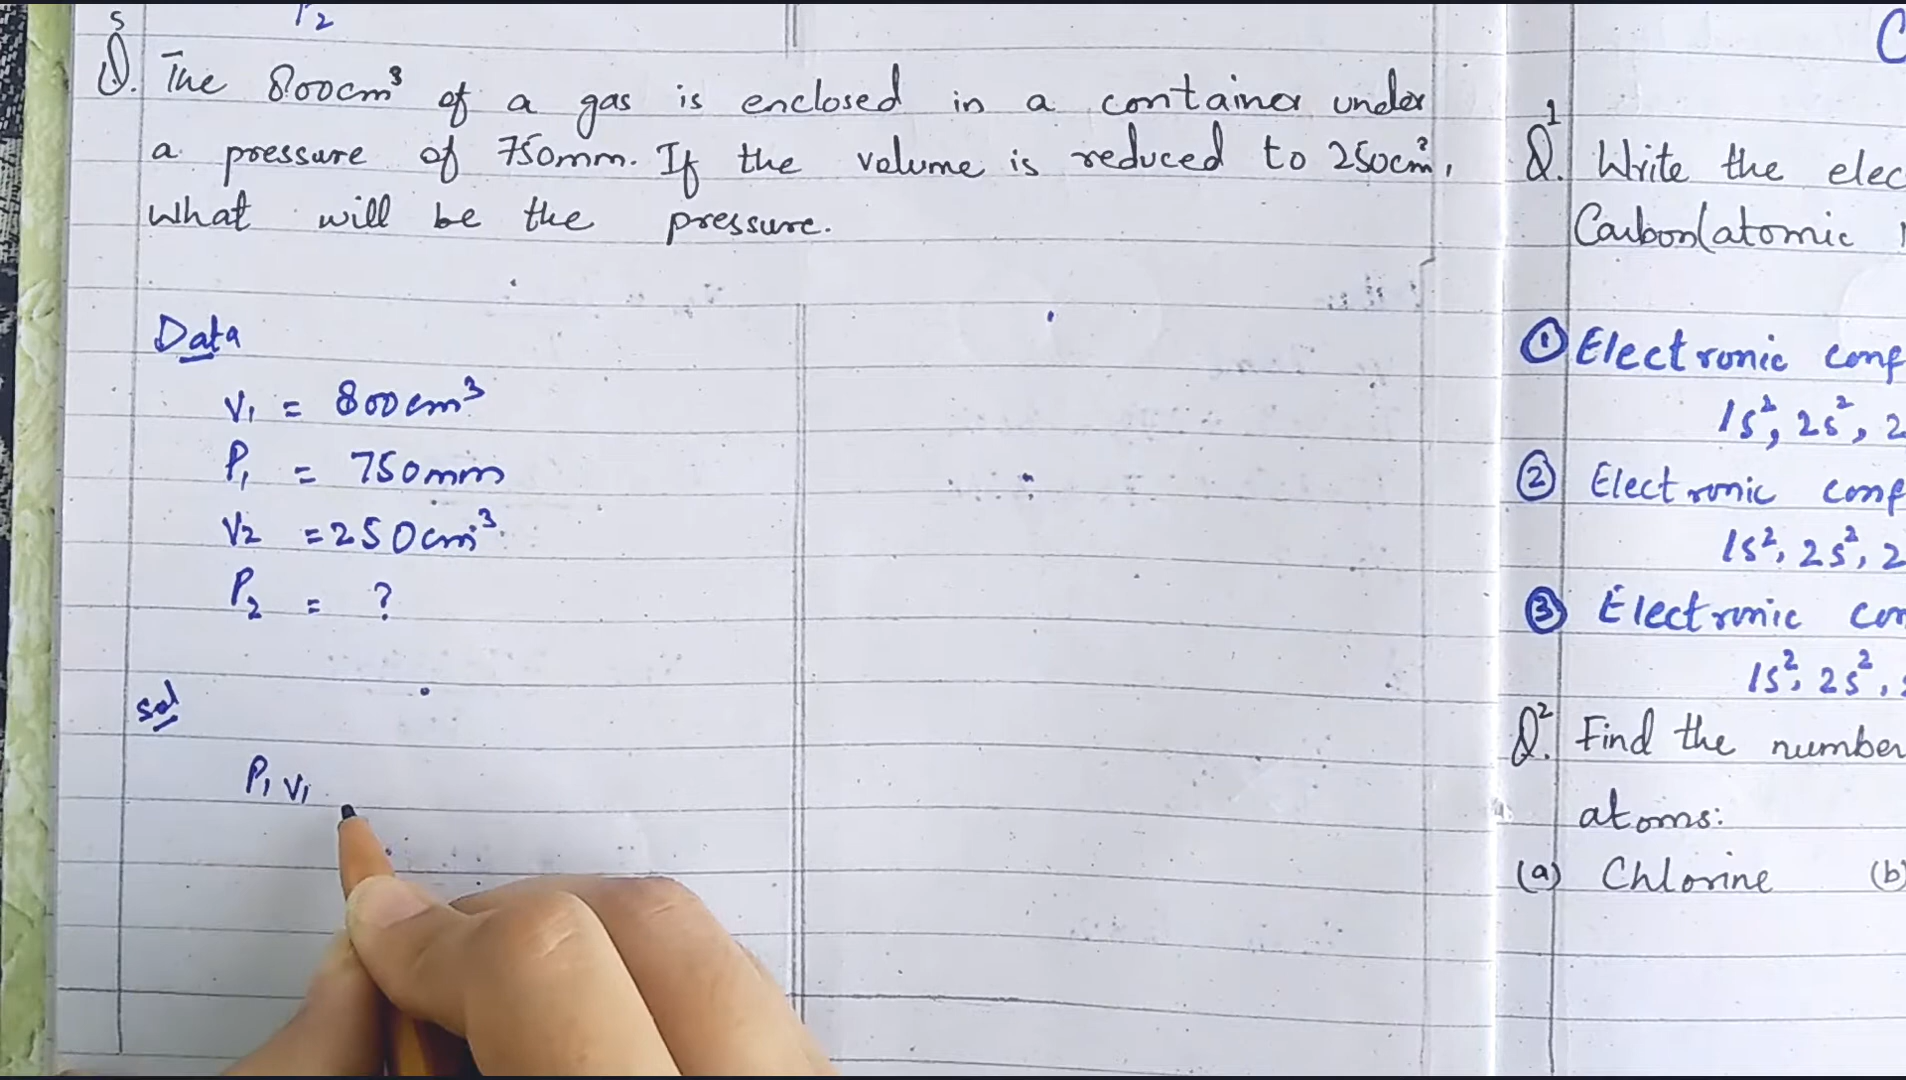 P2
Q.5 The 800cm³ of a gas is enclosed in a container under
a pressure of 750mm. If the volume is reduced to 250cm³,
what will be the pressure.
Data
V1 = 800cm³
P1 = 750mm
V2 = 250cm³
P2 = ?
Sol
P1 V1
Q.1 Write the elec
Carbon(atomic
① Electronic conf
1s², 2s², 2
② Electronic conf
1s², 2s², 2
③ Electronic con
1s², 2s²,
Q.2 Find the number
atoms:
(a) Chlorine (b)